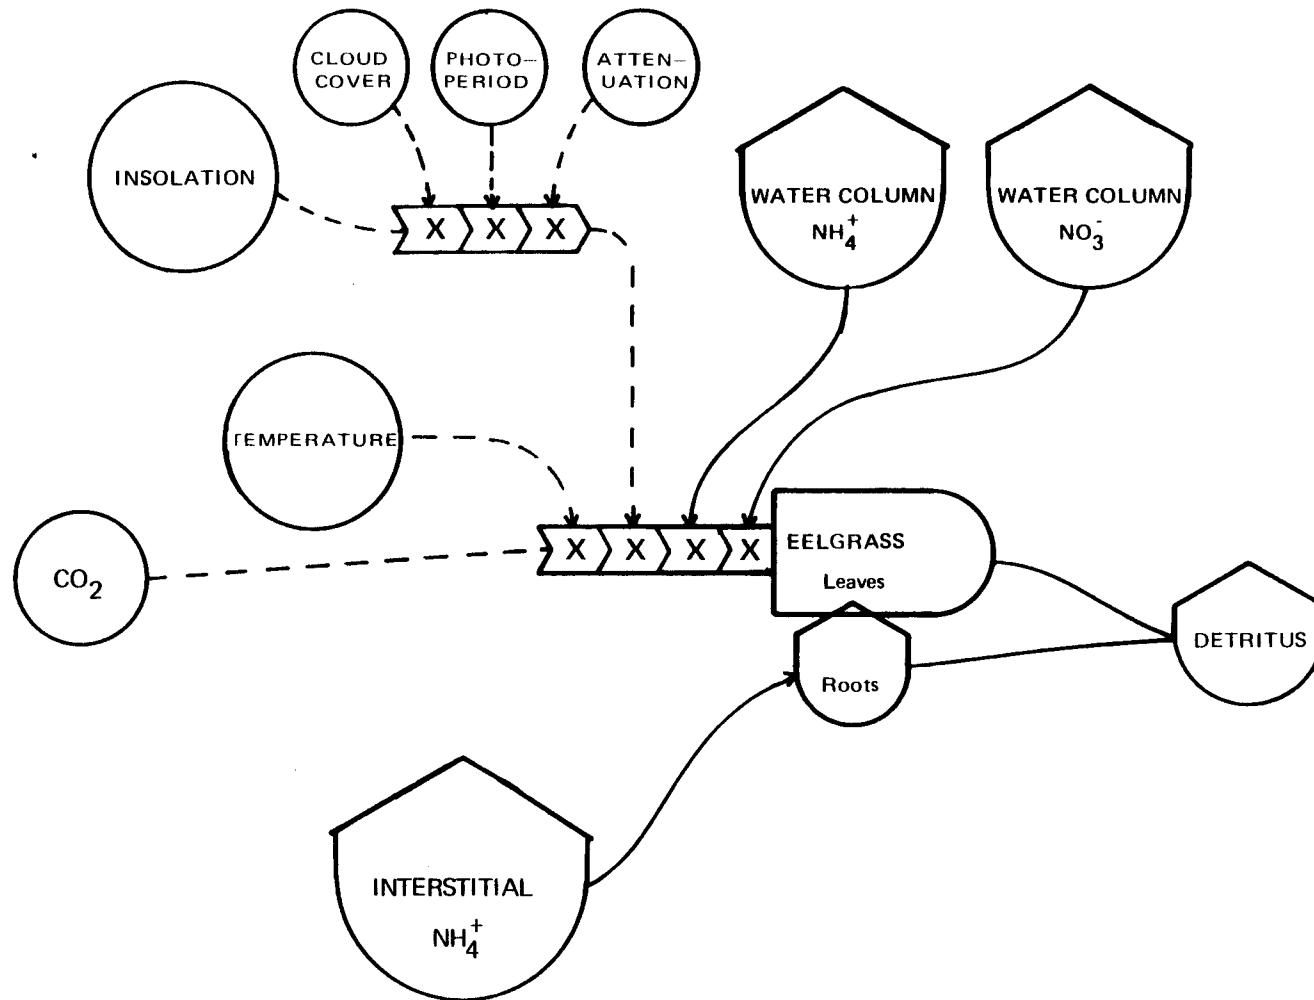 CLOUD
COVER
PHOTO-
PERIOD
ATTEN-
UATION
INSOLATION
X X X
WATER COLUMN
NH₄⁺
WATER COLUMN
NO₃⁻
TEMPERATURE
CO₂
X X X X
EELGRASS
Leaves
Roots
DETRITUS
INTERSTITIAL
NH₄⁺